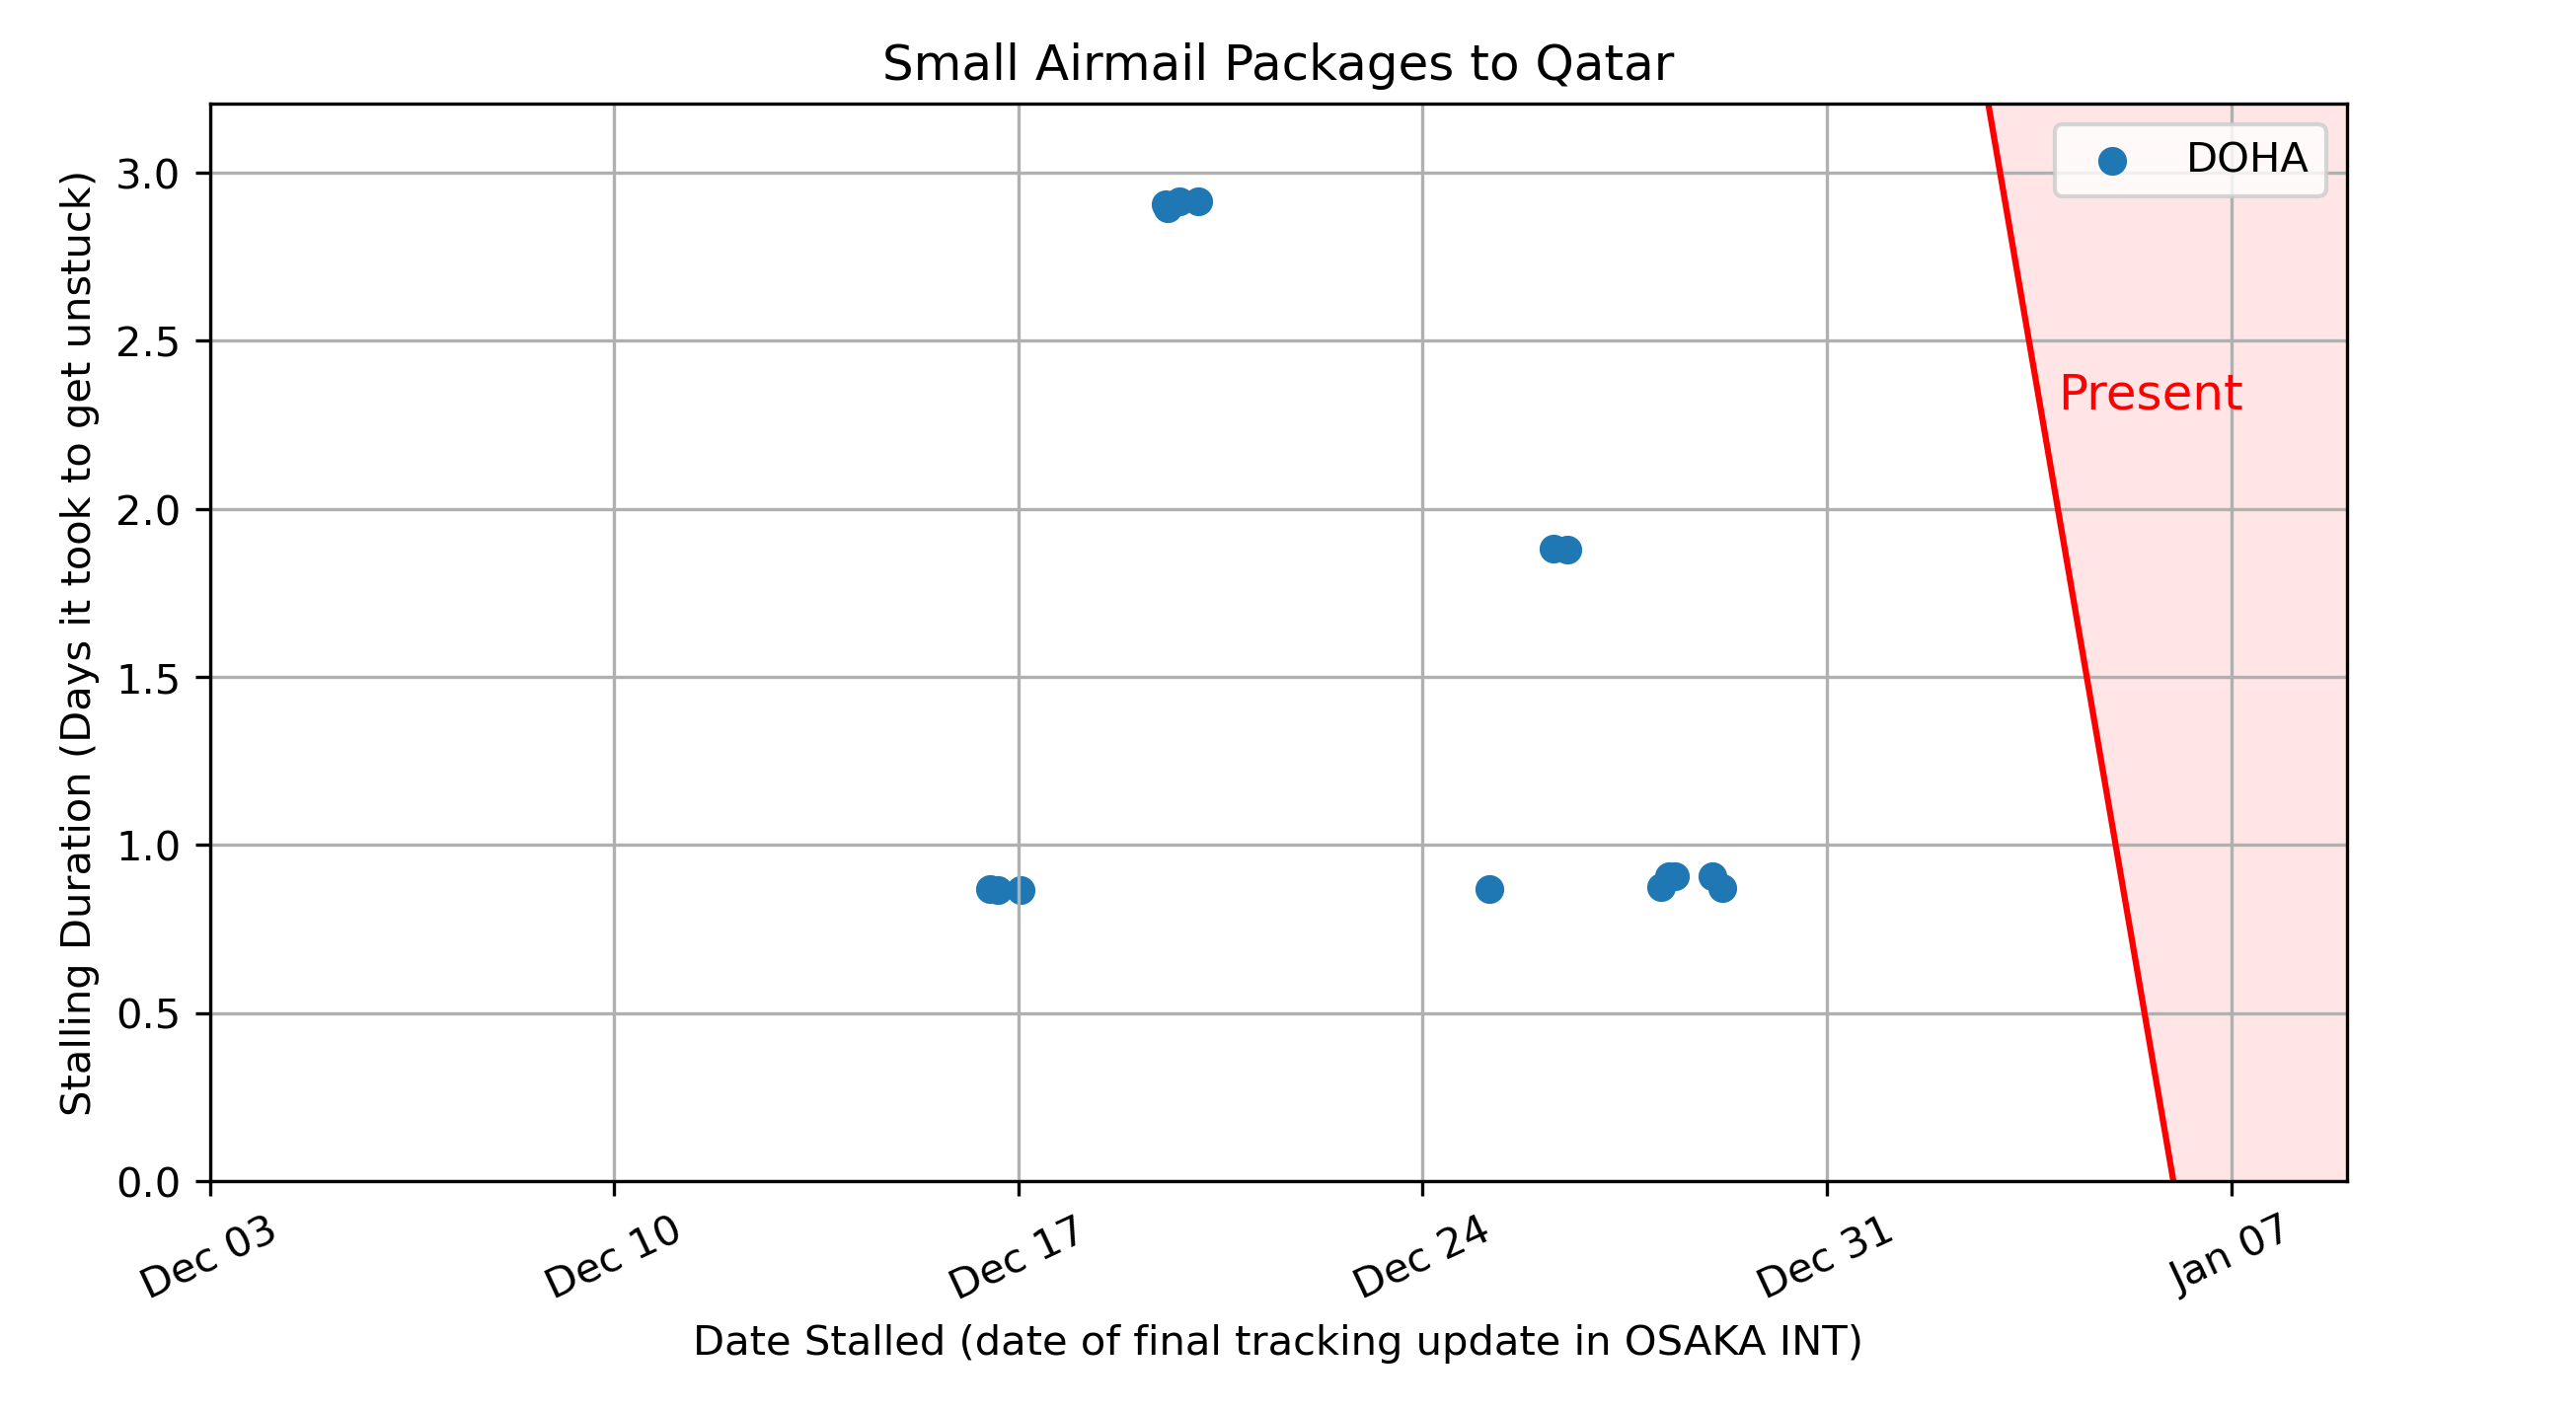 Small Airmail Packages to Qatar
DOHA
Present
Stalling Duration (Days it took to get unstuck)
3.0
2.5
2.0
1.5
1.0
0.5
0.0
Dec 03
Dec 10
Dec 17
Dec 24
Dec 31
Jan 07
Date Stalled (date of final tracking update in OSAKA INT)